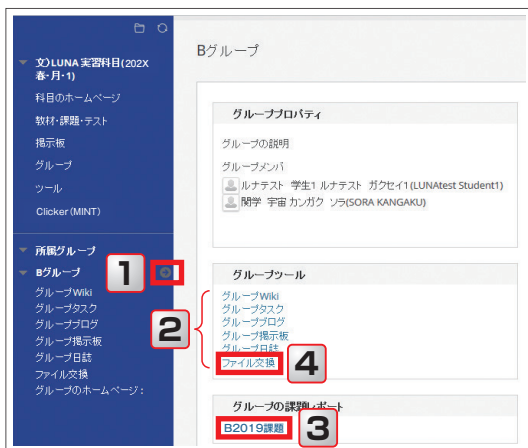 文)LUNA 実習科目(202X
春・月・1)
科目のホームページ
教材・課題・テスト
掲示板
グループ
ツール
Clicker (MINT)
所属グループ
Bグループ
1
グループWiki
グループタスク
グループブログ
グループ掲示板
グループ日誌
ファイル交換
グループのホームページ:
Bグループ
グループプロパティ
グループの説明
グループメンバ
ルナテスト 学生1 ルナテスト ガクセイ1(LUNAtest Student1)
関学 宇宙 カンガク ソラ(SORA KANGAKU)
グループツール
2
グループWiki
グループタスク
グループブログ
グループ掲示板
グループ日誌
ファイル交換
4
グループの課題レポート
B2019課題
3